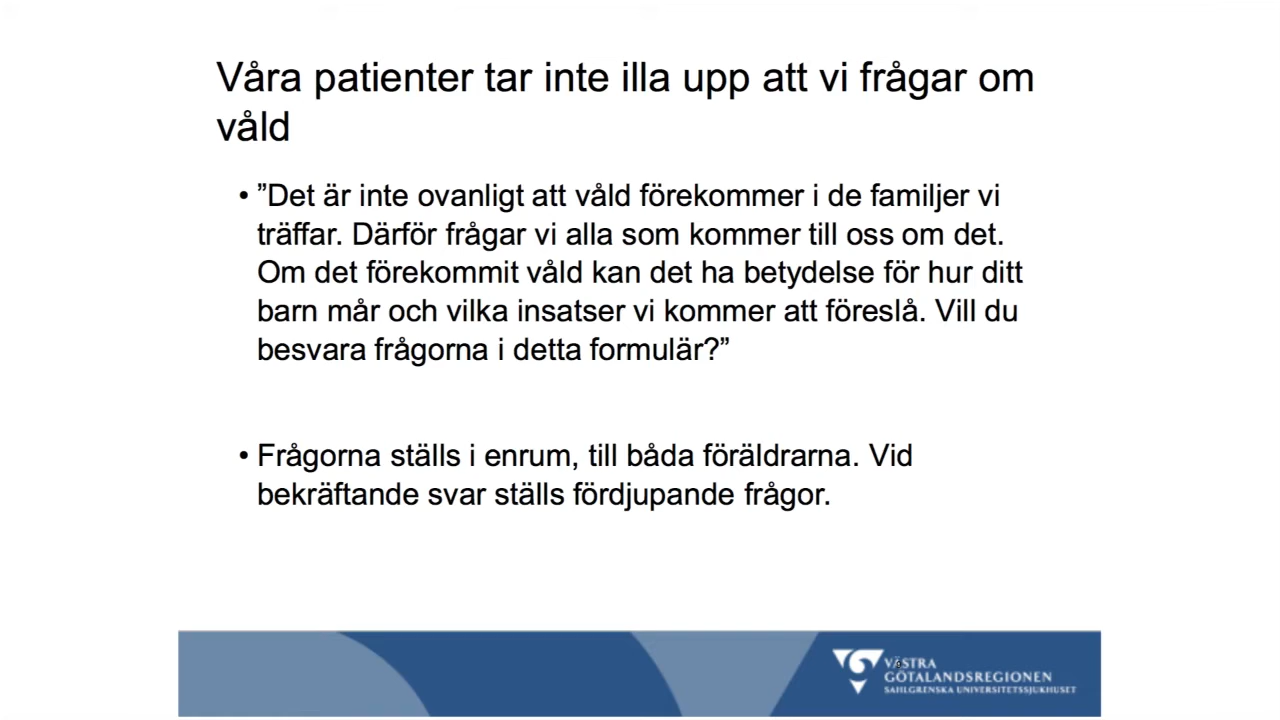 Våra patienter tar inte illa upp att vi frågar om
våld
• ”Det är inte ovanligt att våld förekommer i de familjer vi
träffar. Därför frågar vi alla som kommer till oss om det.
Om det förekommit våld kan det ha betydelse för hur ditt
barn mår och vilka insatser vi kommer att föreslå. Vill du
besvara frågorna i detta formulär?”
• Frågorna ställs i enrum, till båda föräldrarna. Vid
bekräftande svar ställs fördjupande frågor.
VÄSTRA
GÖTALANDSREGIONEN
SAHLGRENSKA UNIVERSITETSSJUKHUSET